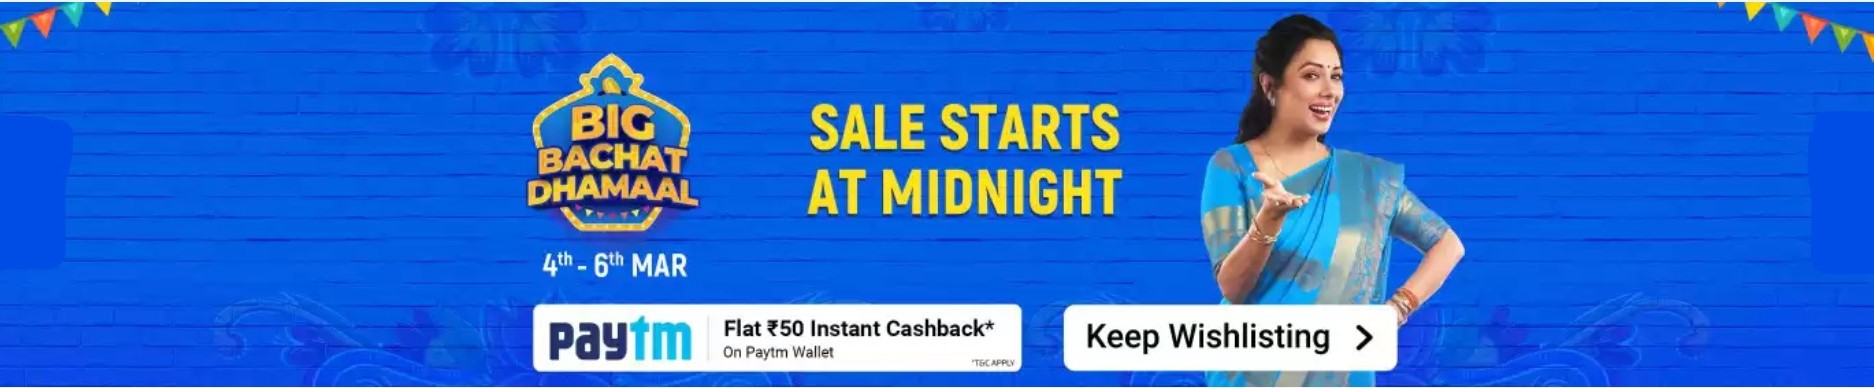 BIG
BACHAT
DHAMAAL
4th - 6th MAR
SALE STARTS
AT MIDNIGHT
paytm
Flat ₹50 Instant Cashback*
On Paytm Wallet
*T&C APPLY
Keep Wishlisting >